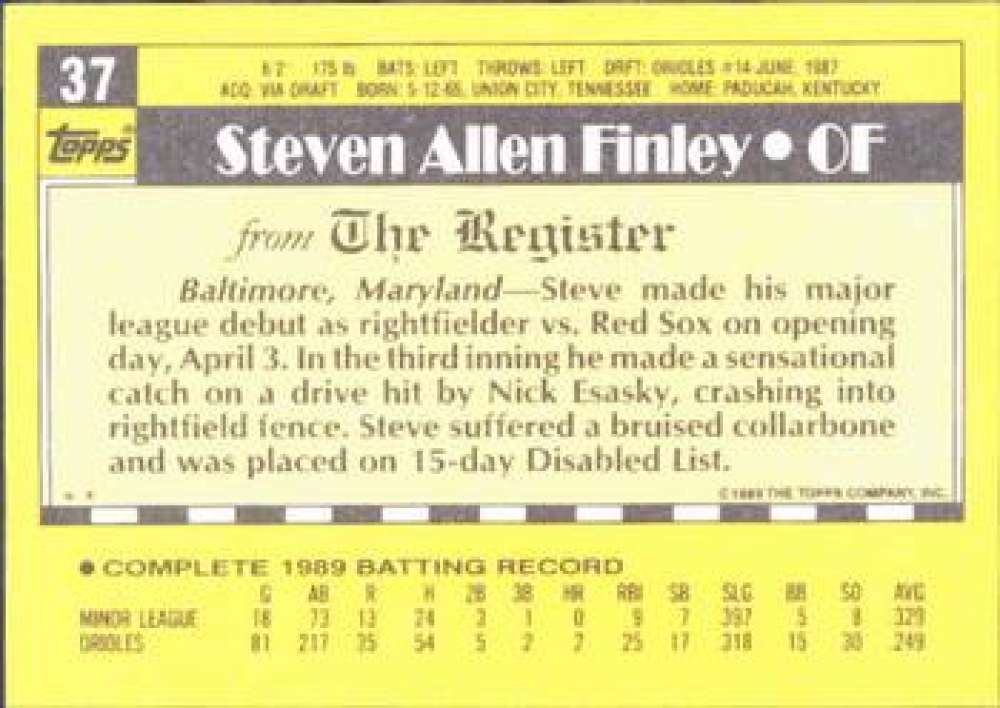 37
6'2" 175 lb. BATS: LEFT THROWS: LEFT DRFT: ORIOLES #14-JUNE, 1987
ACQ: VIA DRAFT BORN: 5-12-65, UNION CITY, TENNESSEE HOME: PADUCAH, KENTUCKY
Topps®
Steven Allen Finley • OF
from The Register
Baltimore, Maryland—Steve made his major
league debut as rightfielder vs. Red Sox on opening
day, April 3. In the third inning he made a sensational
catch on a drive hit by Nick Esasky, crashing into
rightfield fence. Steve suffered a bruised collarbone
and was placed on 15-day Disabled List.
© 1989 THE TOPPS COMPANY, INC.
● COMPLETE 1989 BATTING RECORD
G AB R H 2B 3B HR RBI SB SLG BB SO AVG
MINOR LEAGUE 18 73 13 24 3 1 0 9 7 .397 5 8 .329
ORIOLES 81 217 35 54 5 2 2 25 17 .318 15 30 .249